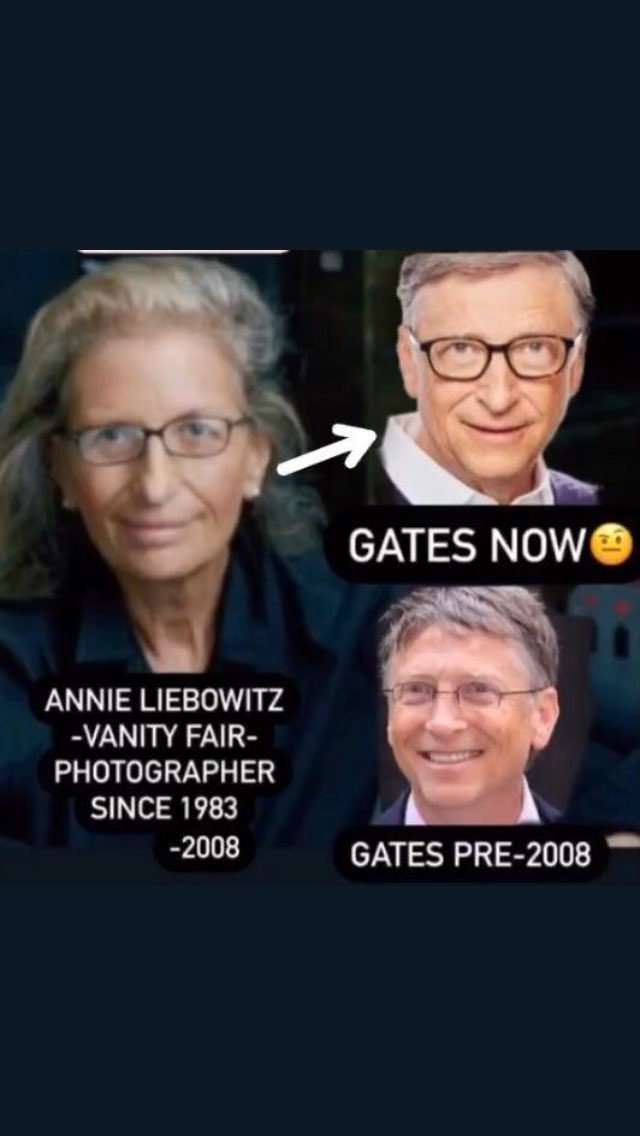 ANNIE LIEBOWITZ
-VANITY FAIR-
PHOTOGRAPHER
SINCE 1983
-2008
GATES NOW🤨
GATES PRE-2008